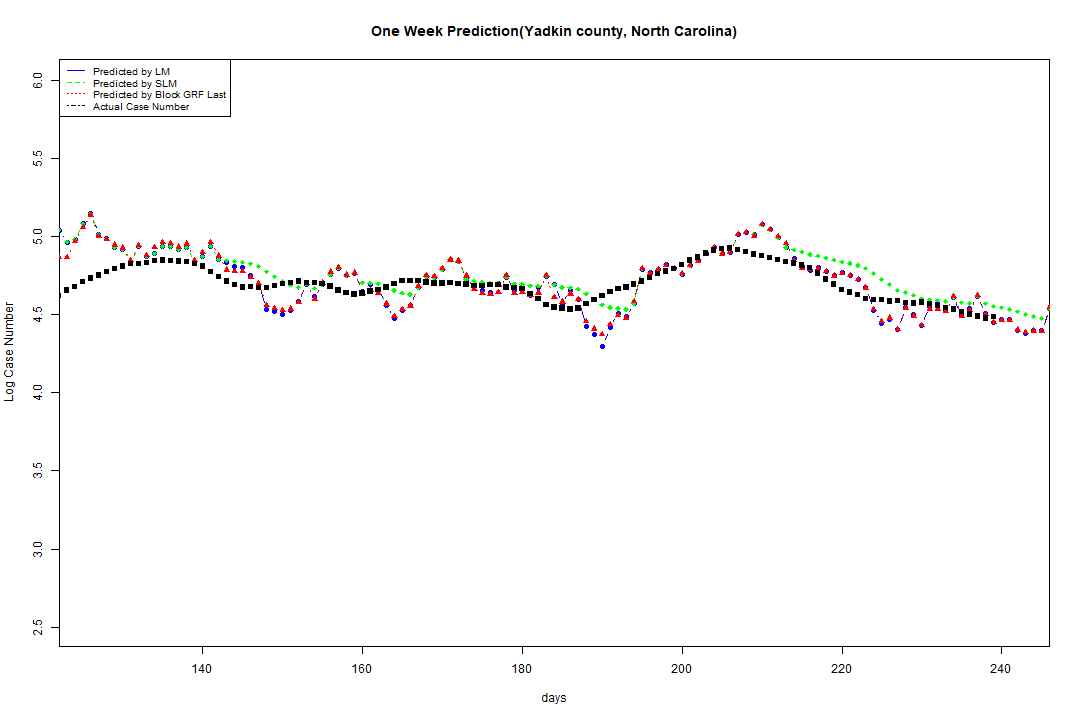 One Week Prediction(Yadkin county, North Carolina)
Predicted by LM
Predicted by SLM
Predicted by Block GRF Last
Actual Case Number
6.0
5.5
5.0
4.5
4.0
3.5
3.0
2.5
Log Case Number
140 160 180 200 220 240
days